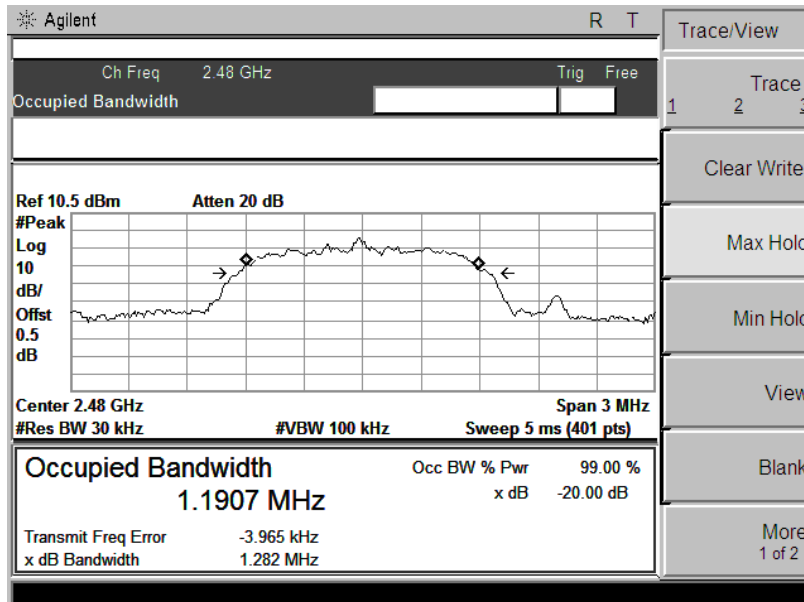 Agilent R T
Trace/View
Ch Freq 2.48 GHz Trig Free
Occupied Bandwidth
Trace
1 2 3
Clear Write
Max Hold
Min Hold
View
Blank
More
1 of 2
Ref 10.5 dBm Atten 20 dB
#Peak
Log
10
dB/
Offst
0.5
dB
Center 2.48 GHz Span 3 MHz
#Res BW 30 kHz #VBW 100 kHz Sweep 5 ms (401 pts)
Occupied Bandwidth Occ BW % Pwr 99.00 %
1.1907 MHz x dB -20.00 dB
Transmit Freq Error -3.965 kHz
x dB Bandwidth 1.282 MHz